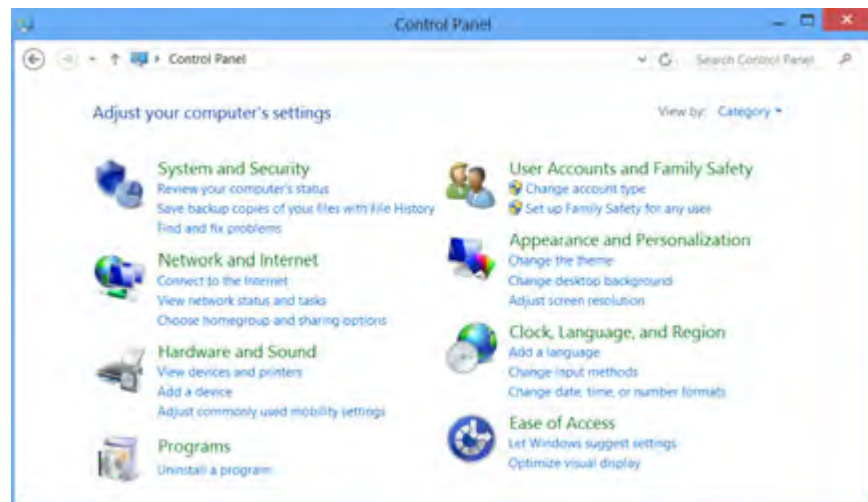 Control Panel
Control Panel
Search Control Panel
Adjust your computer's settings
View by: Category
System and Security
Review your computer's status
Save backup copies of your files with File History
Find and fix problems
Network and Internet
Connect to the Internet
View network status and tasks
Choose homegroup and sharing options
Hardware and Sound
View devices and printers
Add a device
Adjust commonly used mobility settings
Programs
Uninstall a program
User Accounts and Family Safety
Change account type
Set up Family Safety for any user
Appearance and Personalization
Change the theme
Change desktop background
Adjust screen resolution
Clock, Language, and Region
Add a language
Change input methods
Change date, time, or number formats
Ease of Access
Let Windows suggest settings
Optimize visual display